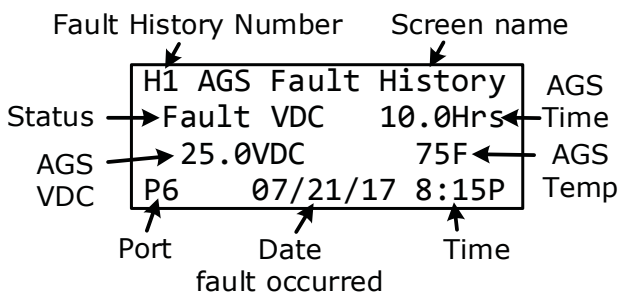 Fault History Number Screen name
H1 AGS Fault History
Status Fault VDC 10.0Hrs AGS Time
AGS VDC 25.0VDC 75F AGS Temp
P6 07/21/17 8:15P
Port Date fault occurred Time